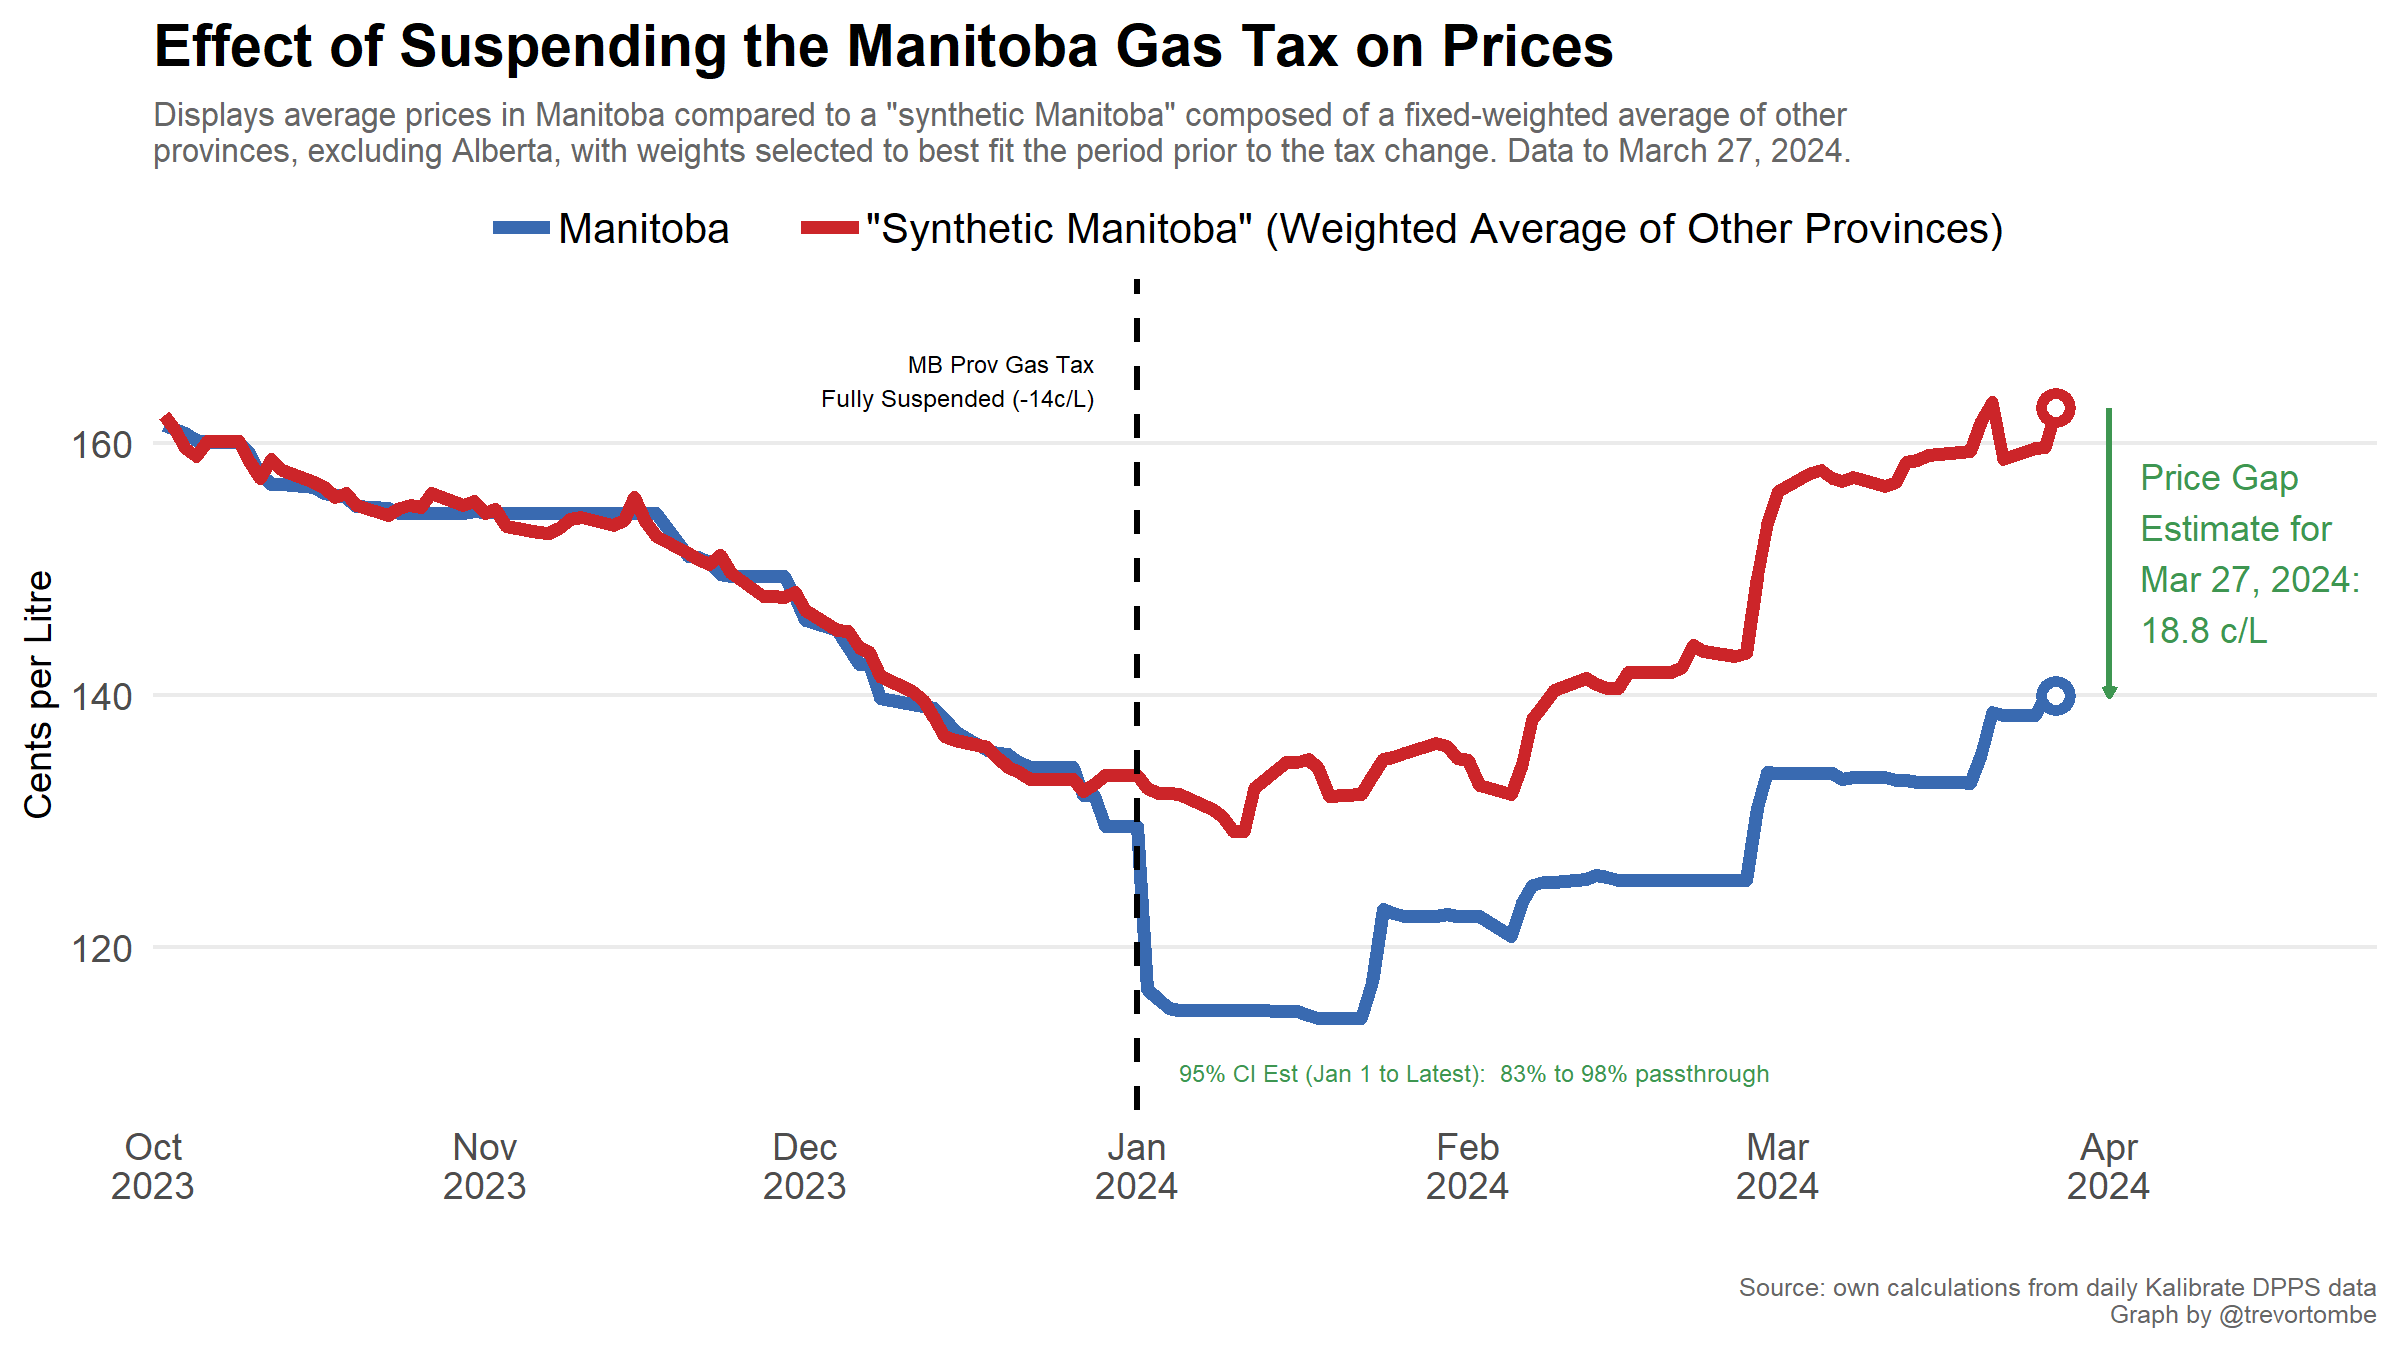 Effect of Suspending the Manitoba Gas Tax on Prices
Displays average prices in Manitoba compared to a "synthetic Manitoba" composed of a fixed-weighted average of other
provinces, excluding Alberta, with weights selected to best fit the period prior to the tax change. Data to March 27, 2024.
Manitoba
"Synthetic Manitoba" (Weighted Average of Other Provinces)
MB Prov Gas Tax
Fully Suspended (-14c/L)
160
140
120
Cents per Litre
Price Gap
Estimate for
Mar 27, 2024:
18.8 c/L
95% CI Est (Jan 1 to Latest):  83% to 98% passthrough
Oct
2023
Nov
2023
Dec
2023
Jan
2024
Feb
2024
Mar
2024
Apr
2024
Source: own calculations from daily Kalibrate DPPS data
Graph by @trevortombe